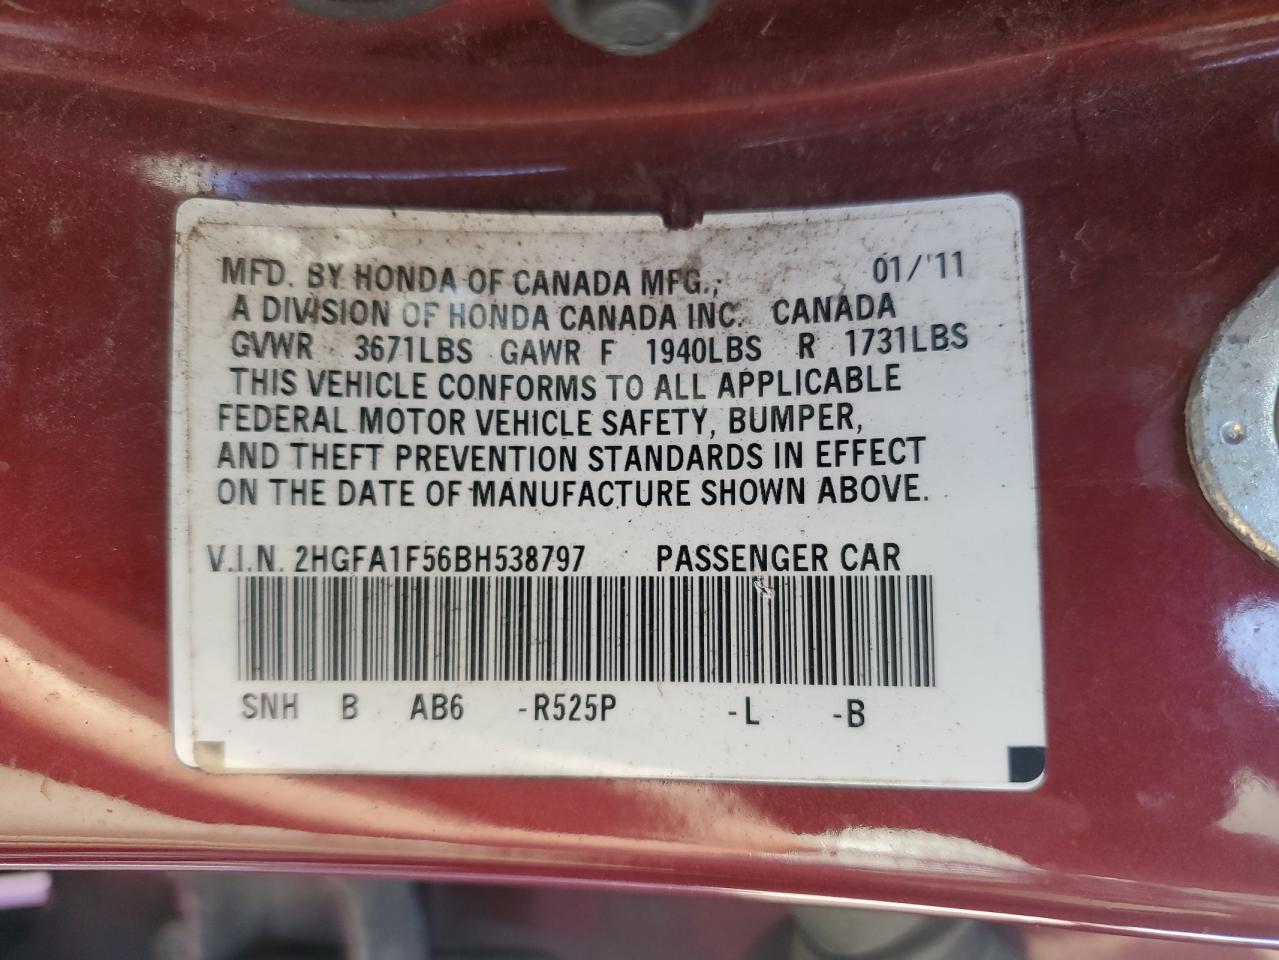 MFD. BY HONDA OF CANADA MFG., 01/'11
A DIVISION OF HONDA CANADA INC. CANADA
GVWR 3671LBS GAWR F 1940LBS R 1731LBS
THIS VEHICLE CONFORMS TO ALL APPLICABLE
FEDERAL MOTOR VEHICLE SAFETY, BUMPER,
AND THEFT PREVENTION STANDARDS IN EFFECT
ON THE DATE OF MANUFACTURE SHOWN ABOVE.
V.I.N. 2HGFA1F56BH538797 PASSENGER CAR
SNH B AB6 -R525P -L -B